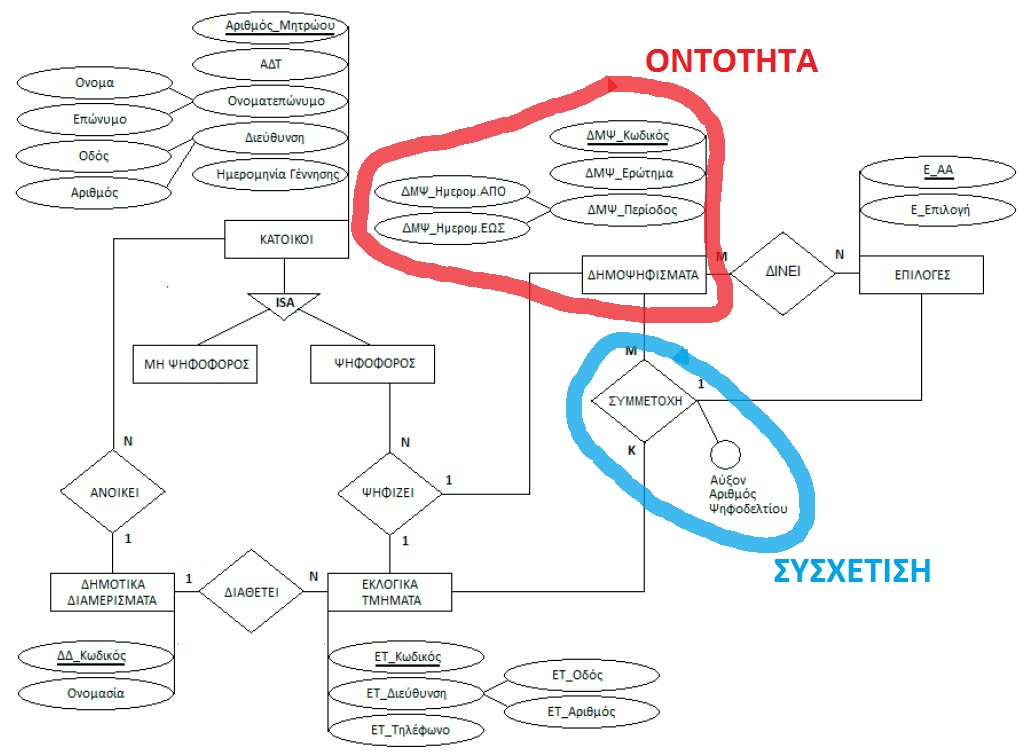 Αριθμός_Μητρώου
ΑΔΤ
Ονοματεπώνυμο
Διεύθυνση
Ημερομηνία Γέννησης
Ονομα
Επώνυμο
Οδός
Αριθμός
ΟΝΤΟΤΗΤΑ
ΔΜΨ_Κωδικός
ΔΜΨ_Ερώτημα
ΔΜΨ_Περίοδος
ΔΜΨ_Ημερομ.ΑΠΟ
ΔΜΨ_Ημερομ.ΕΩΣ
Ε_ΑΑ
Ε_Επιλογή
ΚΑΤΟΙΚΟΙ
ΔΗΜΟΨΗΦΙΣΜΑΤΑ
M
ΔΙΝΕΙ
N
ΕΠΙΛΟΓΕΣ
ISA
ΜΗ ΨΗΦΟΦΟΡΟΣ
ΨΗΦΟΦΟΡΟΣ
M
1
ΣΥΜΜΕΤΟΧΗ
K
Αύξον
Αριθμός
Ψηφοδελτίου
N
ΑΝΟΙΚΕΙ
1
N
ΨΗΦΙΖΕΙ
1
1
ΣΥΣΧΕΤΙΣΗ
ΔΗΜΟΤΙΚΑ
ΔΙΑΜΕΡΙΣΜΑΤΑ
1
ΔΙΑΘΕΤΕΙ
N
ΕΚΛΟΓΙΚΑ
ΤΜΗΜΑΤΑ
ΔΔ_Κωδικός
Ονομασία
ΕΤ_Κωδικός
ΕΤ_Διεύθυνση
ΕΤ_Τηλέφωνο
ΕΤ_Οδός
ΕΤ_Αριθμός